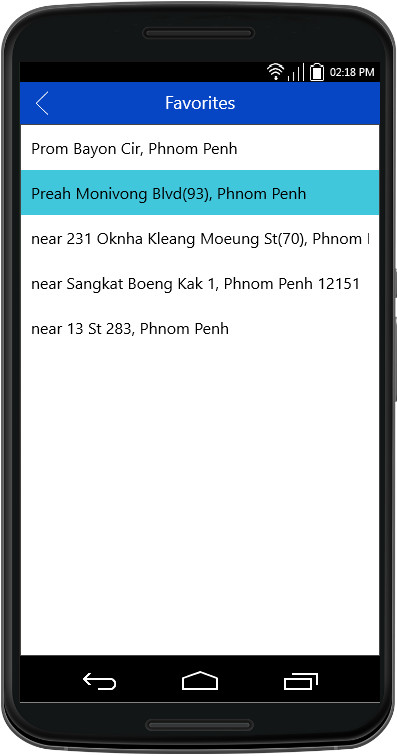 02:18 PM
Favorites
Prom Bayon Cir, Phnom Penh
Preah Monivong Blvd(93), Phnom Penh
near 231 Oknha Kleang Moeung St(70), Phnom
near Sangkat Boeng Kak 1, Phnom Penh 12151
near 13 St 283, Phnom Penh